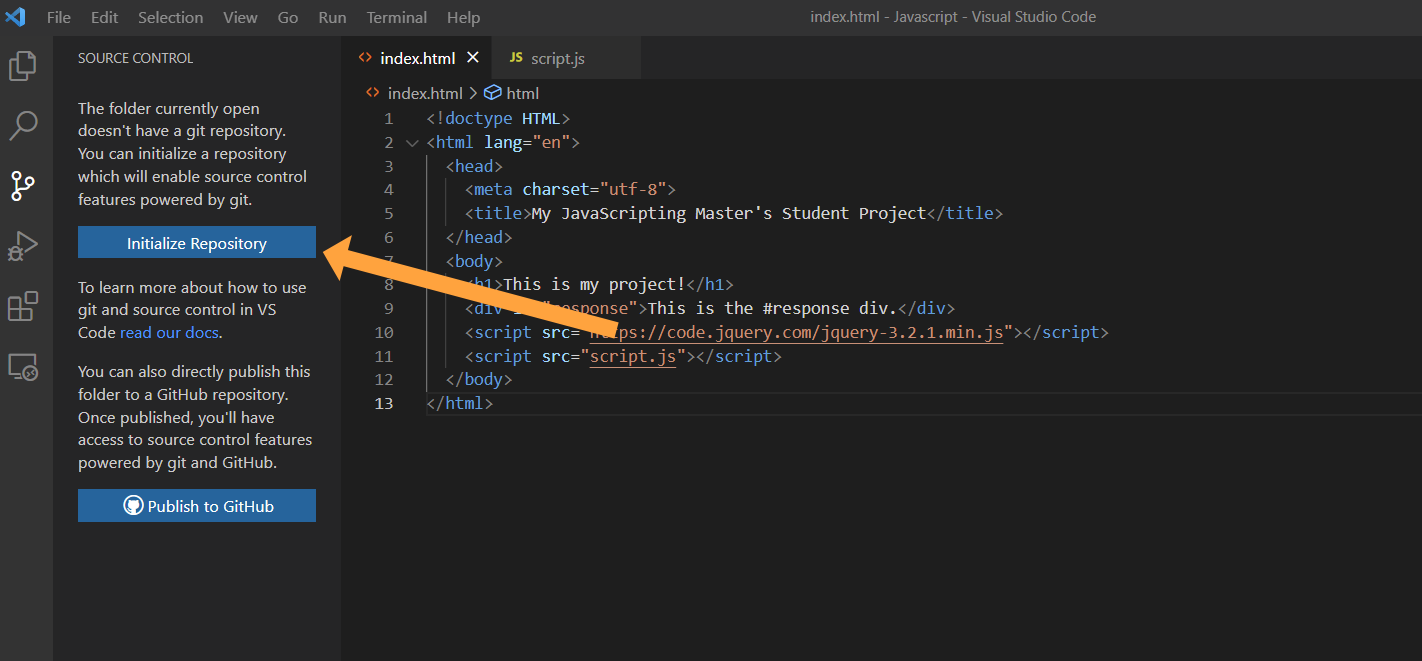 File Edit Selection View Go Run Terminal Help
index.html - Javascript - Visual Studio Code
SOURCE CONTROL
The folder currently open
doesn't have a git repository.
You can initialize a repository
which will enable source control
features powered by git.
Initialize Repository
To learn more about how to use
git and source control in VS
Code read our docs.
You can also directly publish this
folder to a GitHub repository.
Once published, you'll have
access to source control features
powered by git and GitHub.
Publish to GitHub
index.html JS script.js
index.html > html
1 <!doctype HTML>
2 <html lang="en">
3 <head>
4 <meta charset="utf-8">
5 <title>My JavaScripting Master's Student Project</title>
6 </head>
7 <body>
8 <h1>This is my project!</h1>
9 <div "response">This is the #response div.</div>
10 <script src="https://code.jquery.com/jquery-3.2.1.min.js"></script>
11 <script src="script.js"></script>
12 </body>
13 </html>